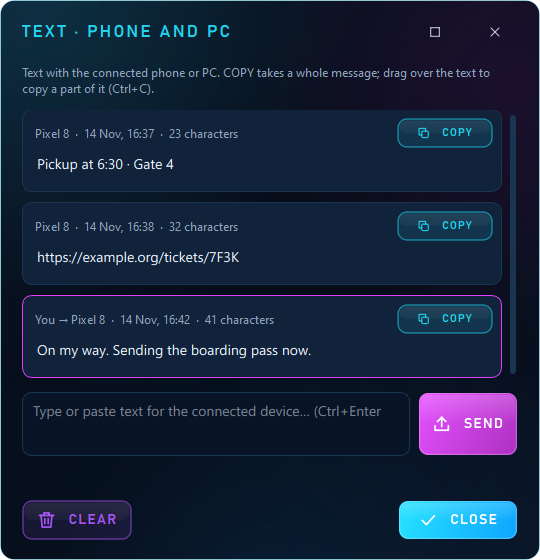 TEXT · PHONE AND PC
Text with the connected phone or PC. COPY takes a whole message; drag over the text to
copy a part of it (Ctrl+C).
Pixel 8 · 14 Nov, 16:37 · 23 characters
COPY
Pickup at 6:30 · Gate 4
Pixel 8 · 14 Nov, 16:38 · 32 characters
COPY
https://example.org/tickets/7F3K
You → Pixel 8 · 14 Nov, 16:42 · 41 characters
COPY
On my way. Sending the boarding pass now.
Type or paste text for the connected device... (Ctrl+Enter
SEND
CLEAR
CLOSE